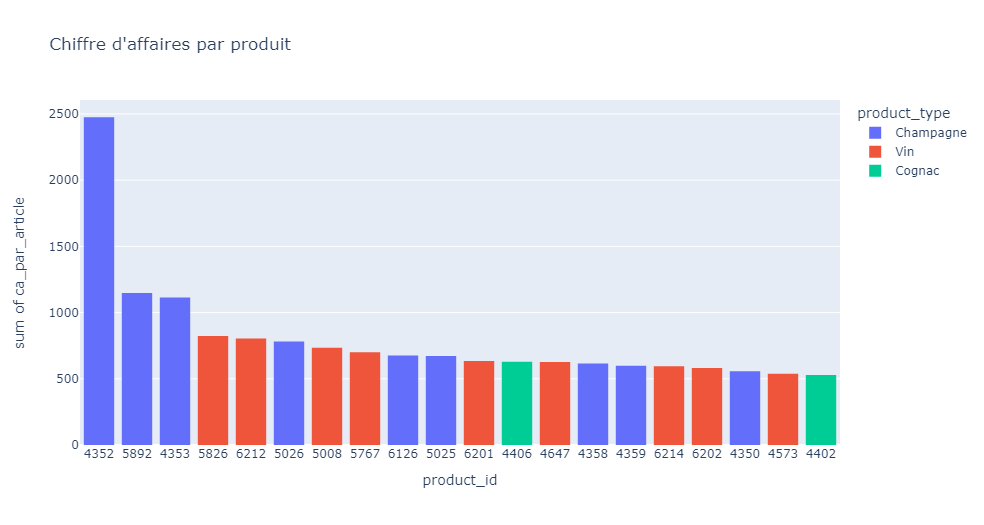 Chiffre d'affaires par produit
product_type
Champagne
Vin
Cognac
2500
2000
1500
1000
500
0
sum of ca_par_article
4352 5892 4353 5826 6212 5026 5008 5767 6126 5025 6201 4406 4647 4358 4359 6214 6202 4350 4573 4402
product_id